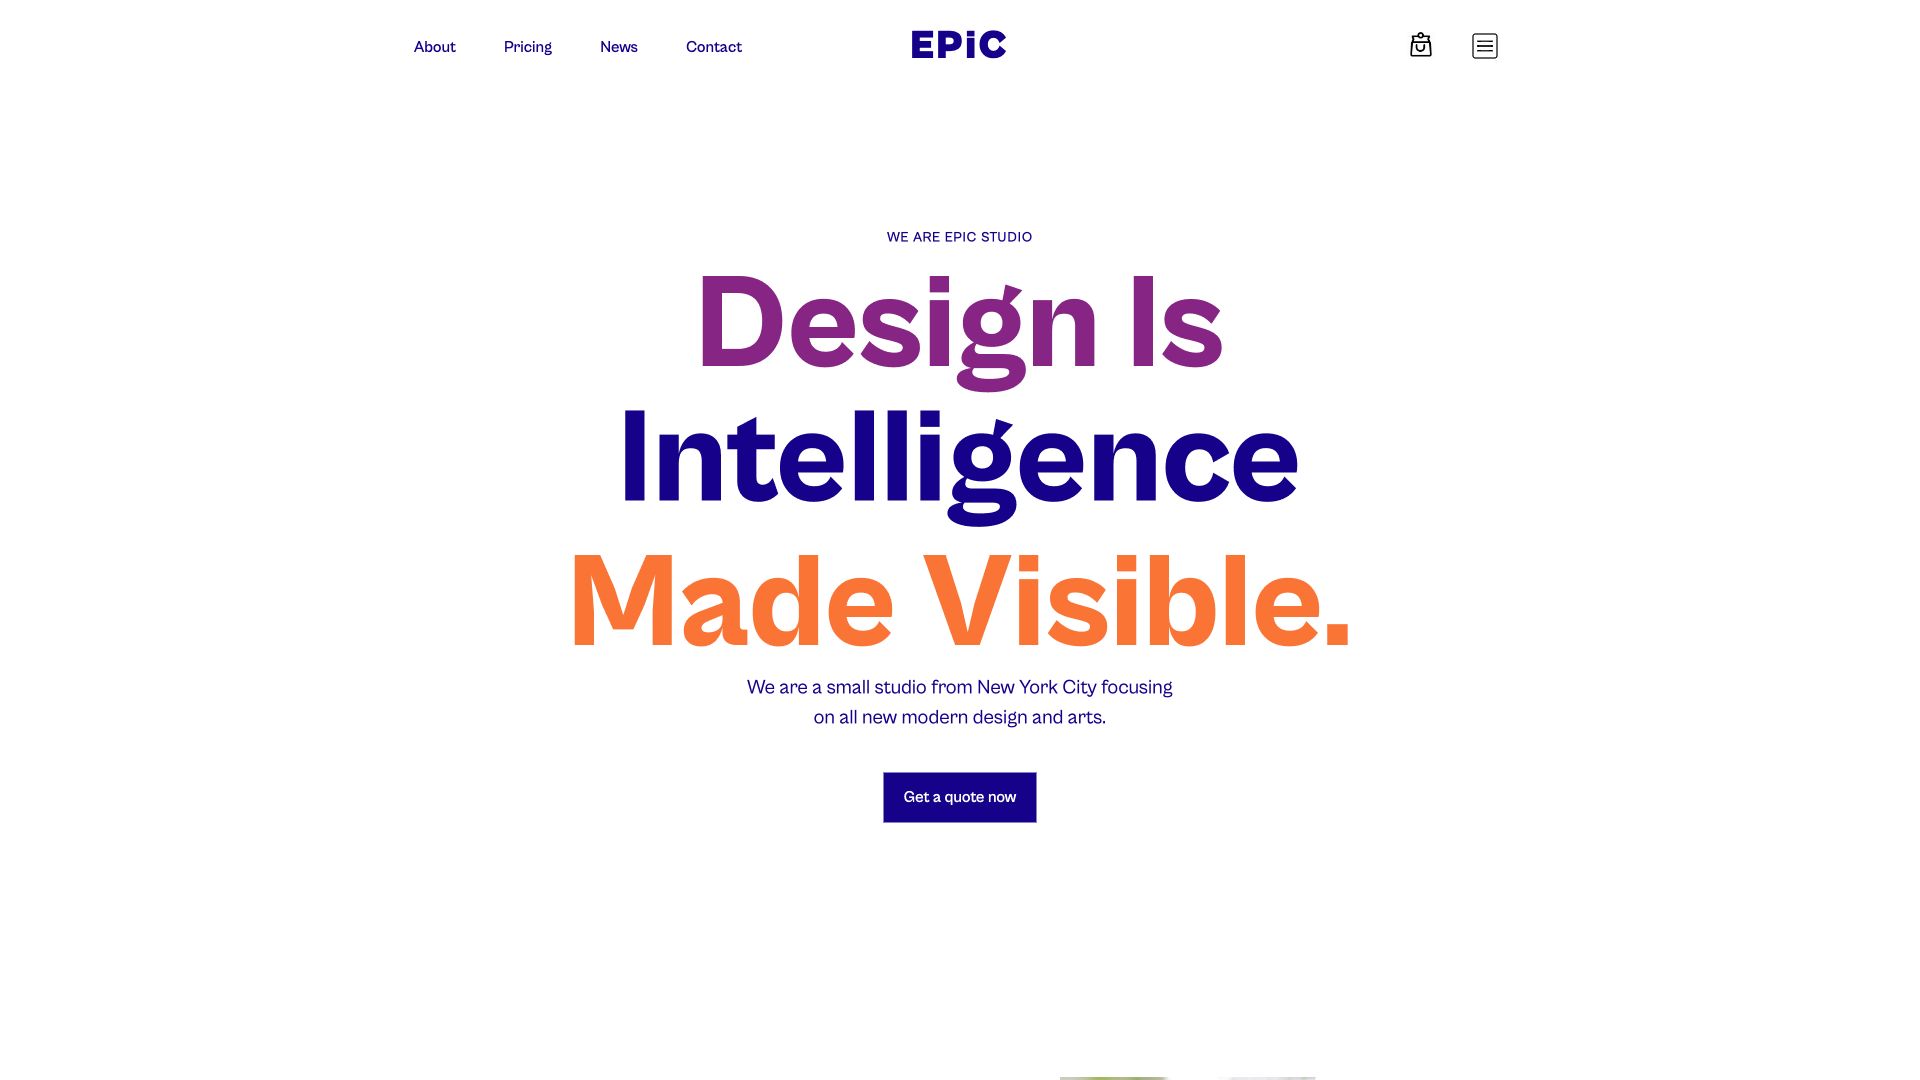 About Pricing News Contact EPiC
WE ARE EPIC STUDIO
Design Is
Intelligence
Made Visible.
We are a small studio from New York City focusing
on all new modern design and arts.
Get a quote now